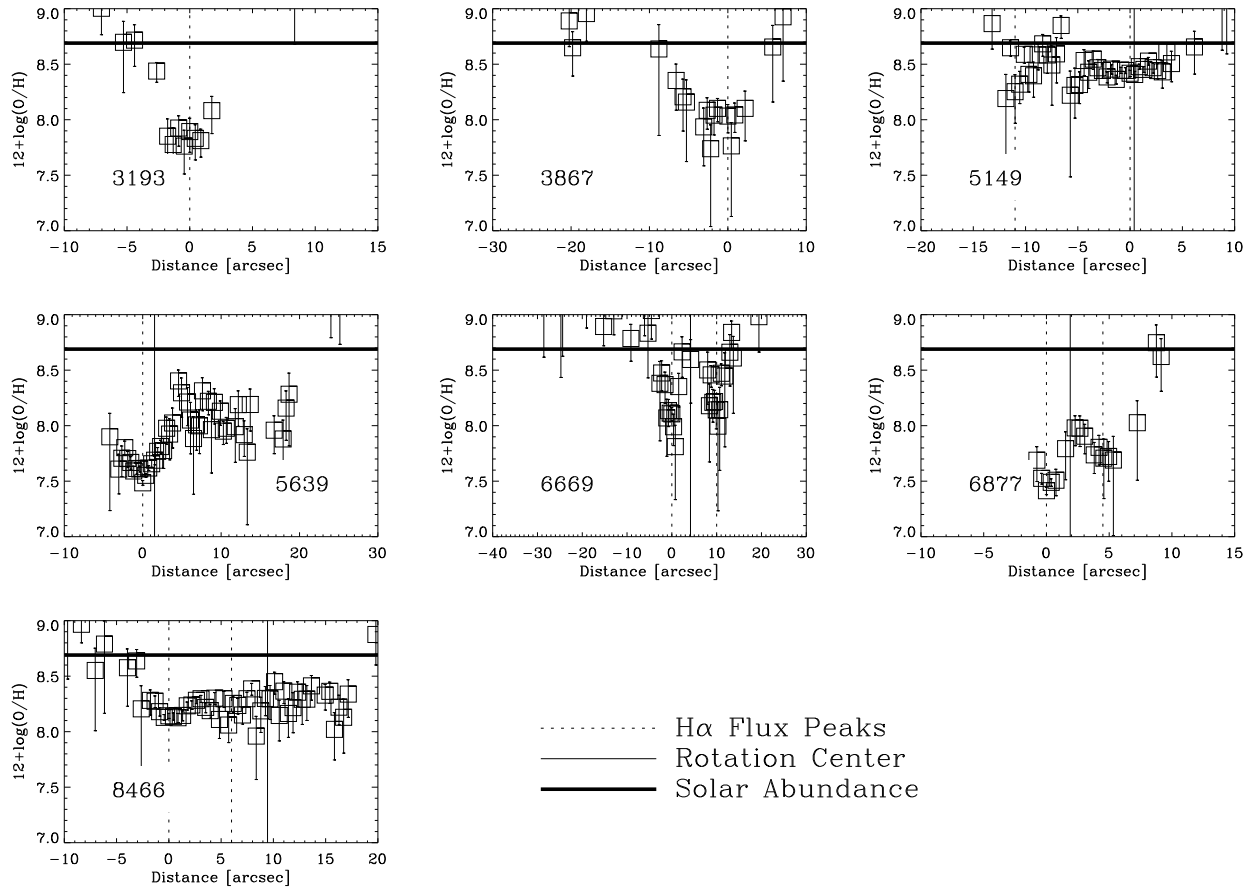 9.0
8.5
8.0
7.5
7.0
12+log(O/H)
3193
-10 -5 0 5 10 15
Distance [arcsec]
9.0
8.5
8.0
7.5
7.0
12+log(O/H)
3867
-30 -20 -10 0 10
Distance [arcsec]
9.0
8.5
8.0
7.5
7.0
12+log(O/H)
5149
-20 -15 -10 -5 0 5 10
Distance [arcsec]
9.0
8.5
8.0
7.5
7.0
12+log(O/H)
5639
-10 0 10 20 30
Distance [arcsec]
9.0
8.5
8.0
7.5
7.0
12+log(O/H)
6669
-40 -30 -20 -10 0 10 20 30
Distance [arcsec]
9.0
8.5
8.0
7.5
7.0
12+log(O/H)
6877
-10 -5 0 5 10 15
Distance [arcsec]
9.0
8.5
8.0
7.5
7.0
12+log(O/H)
8466
-10 -5 0 5 10 15 20
Distance [arcsec]
Hα Flux Peaks
Rotation Center
Solar Abundance